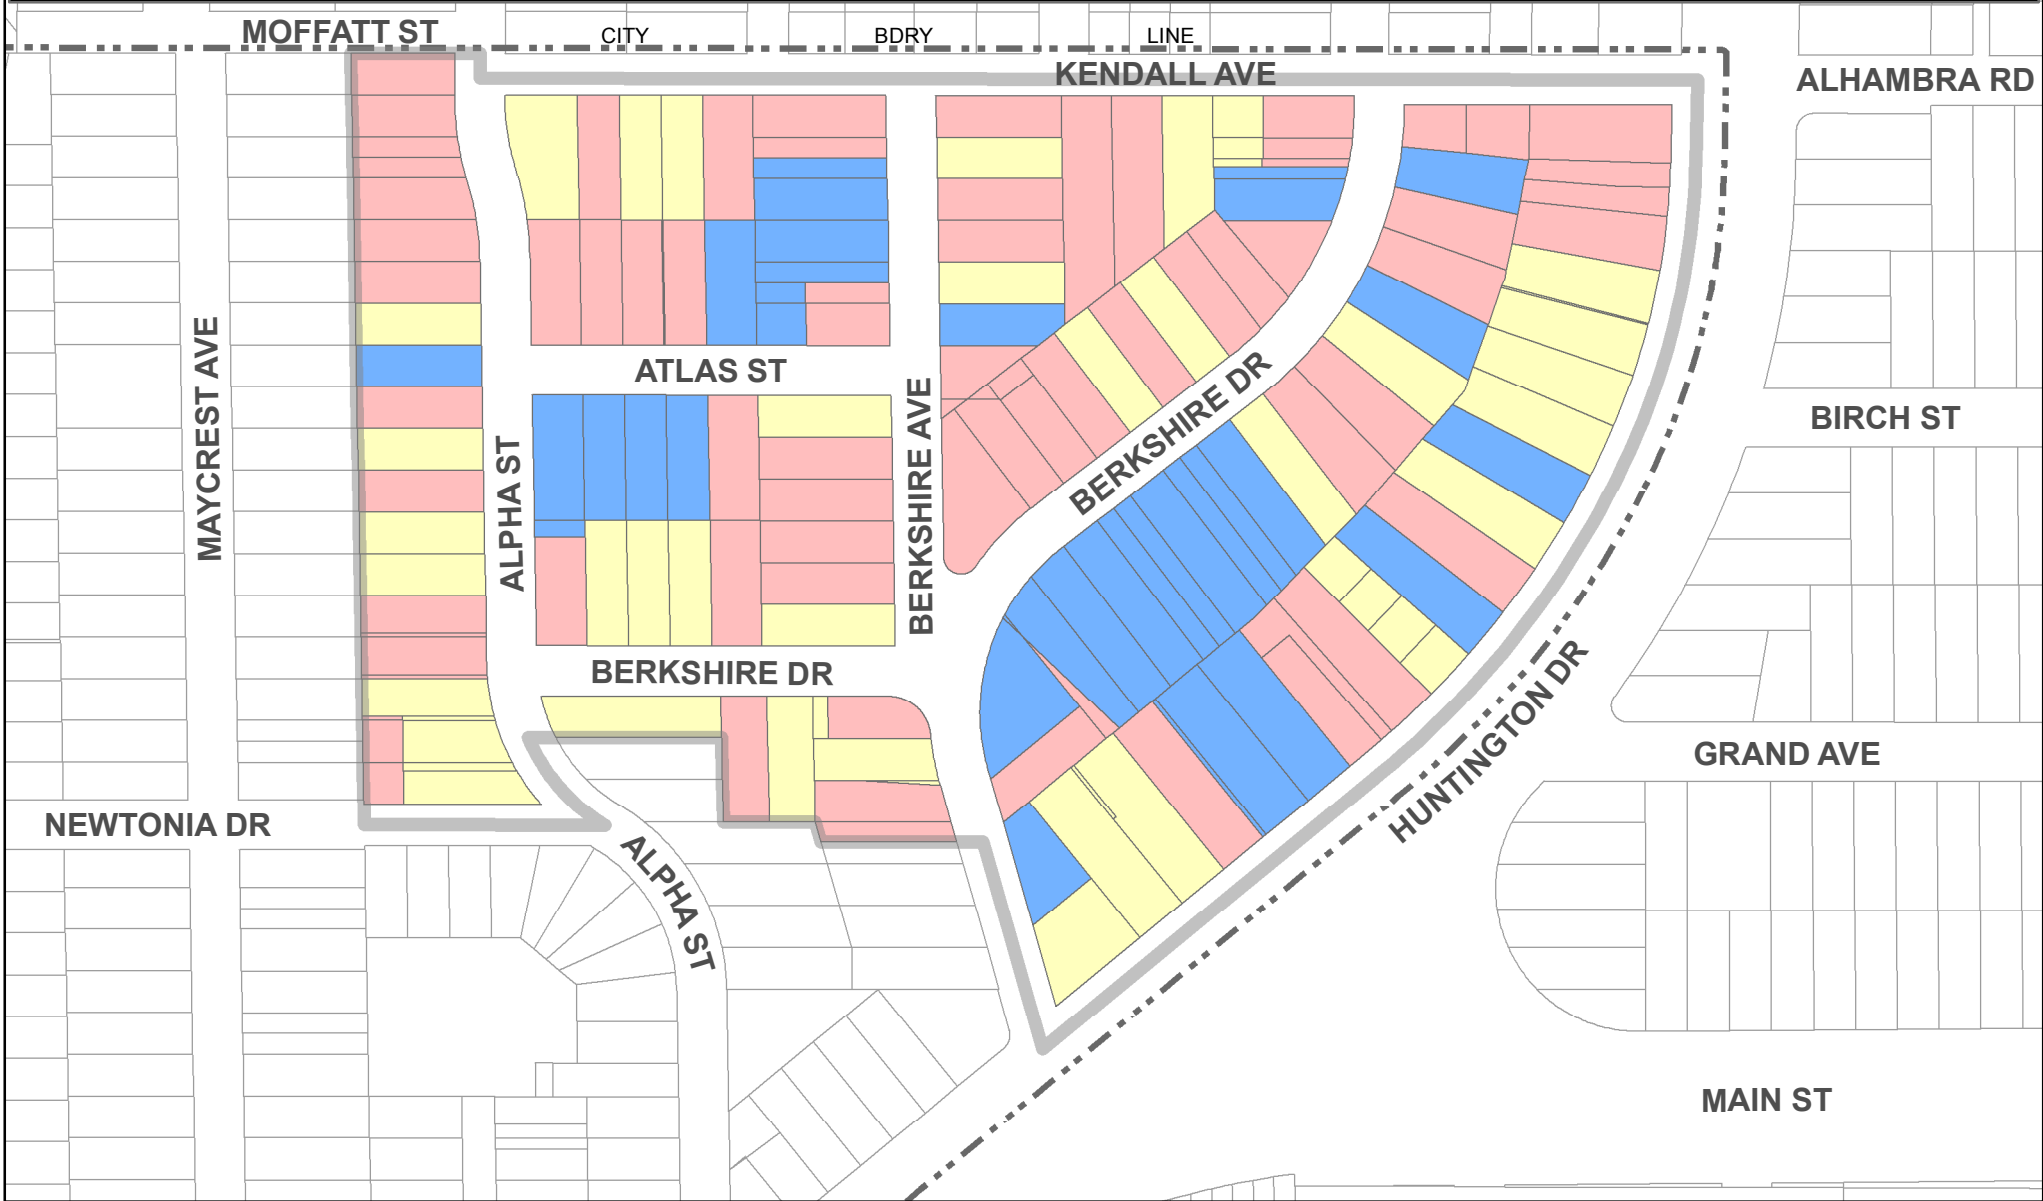 MOFFATT ST
CITY BDRY LINE
KENDALL AVE
ALHAMBRA RD
MAYCREST AVE
ATLAS ST
BERKSHIRE DR
BERKSHIRE AVE
ALPHA ST
BIRCH ST
BERKSHIRE DR
HUNTINGTON DR
GRAND AVE
NEWTONIA DR
ALPHA ST
MAIN ST